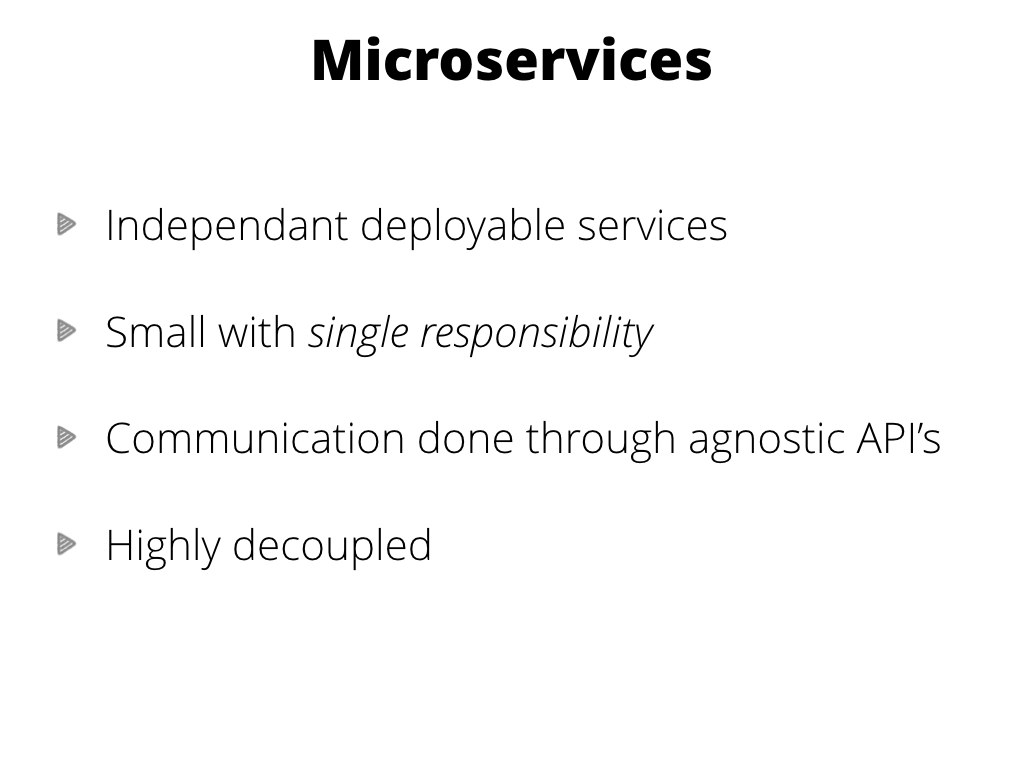 Microservices
Independant deployable services
Small with single responsibility
Communication done through agnostic API’s
Highly decoupled